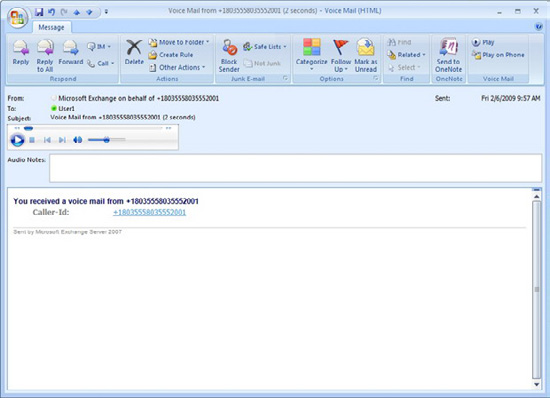 Voice Mail from +18035558035552001 (2 seconds) - Voice Mail (HTML)
Message
Reply
Reply to All
Forward
IM
Call
Respond
Delete
Move to Folder
Create Rule
Other Actions
Actions
Block Sender
Safe Lists
Not Junk
Junk E-mail
Categorize
Follow Up
Mark as Unread
Options
Find
Related
Select
Find
Send to OneNote
OneNote
Play
Play on Phone
Voice Mail
From: Microsoft Exchange on behalf of +18035558035552001 Sent: Fri 2/6/2009 9:57 AM
To: User1
Subject: Voice Mail from +18035558035552001 (2 seconds)
Audio Notes:
You received a voice mail from +18035558035552001
Caller-Id: +18035558035552001
Sent by Microsoft Exchange Server 2007